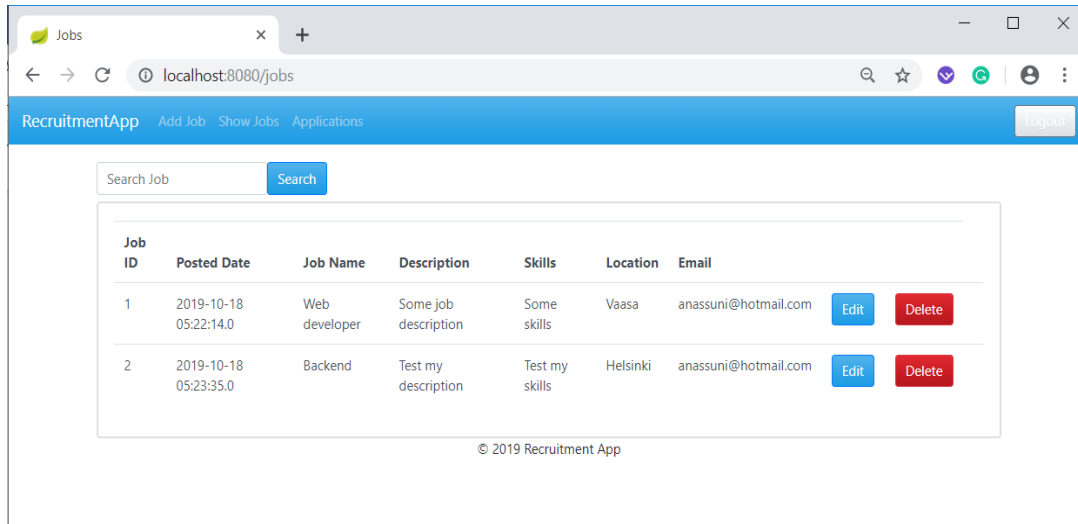 Jobs
localhost:8080/jobs
RecruitmentApp Add Job Show Jobs Applications Logout
Search Job Search
Job
ID Posted Date Job Name Description Skills Location Email
1 2019-10-18 Web Some job Some Vaasa anassuni@hotmail.com Edit Delete
05:22:14.0 developer description skills
2 2019-10-18 Backend Test my Test my Helsinki anassuni@hotmail.com Edit Delete
05:23:35.0 description skills
© 2019 Recruitment App